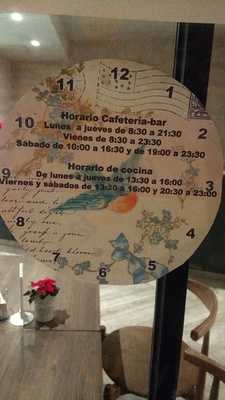 11 12 1
Horario Cafetería-bar
10 Lunes a jueves de 8:30 a 21:30 2
Viernes de 8:30 a 23:30
Sábado de 10:00 a 16:30 y de 19:00 a 23:30
Horario de cocina
9 De lunes a jueves de 13:30 a 16:00 3
Viernes y sábados de 13:30 a 16:00 y 20:30 a 23:00
8 4
7 6 5